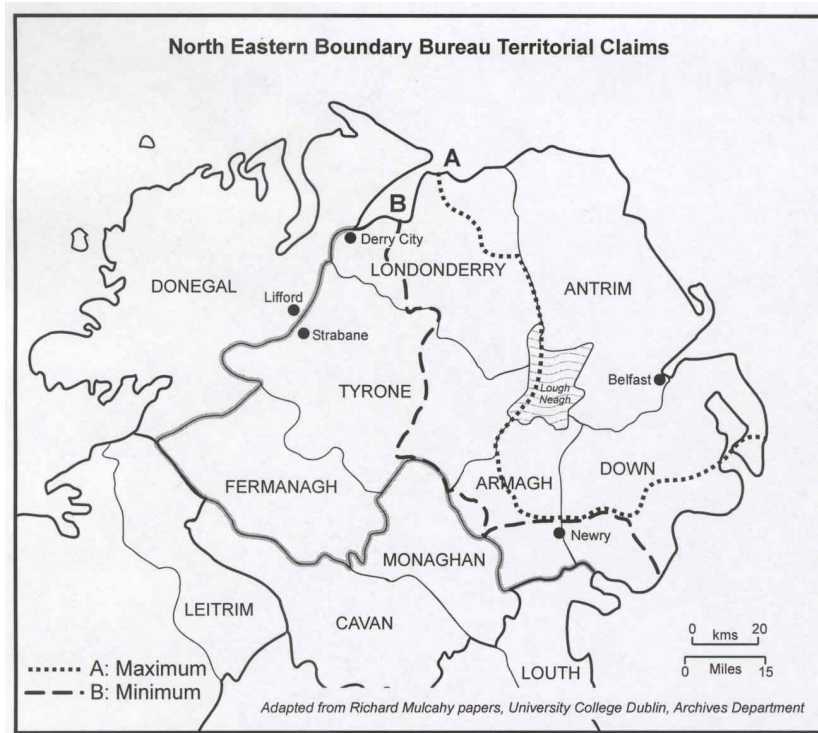 North Eastern Boundary Bureau Territorial Claims
A
B
Derry City
LONDONDERRY
ANTRIM
DONEGAL
Lifford
Strabane
TYRONE
Lough
Neagh
Belfast
FERMANAGH
ARMAGH
DOWN
Newry
MONAGHAN
LEITRIM
CAVAN
LOUTH
0 kms 20
0 Miles 15
A: Maximum
B: Minimum
Adapted from Richard Mulcahy papers, University College Dublin, Archives Department